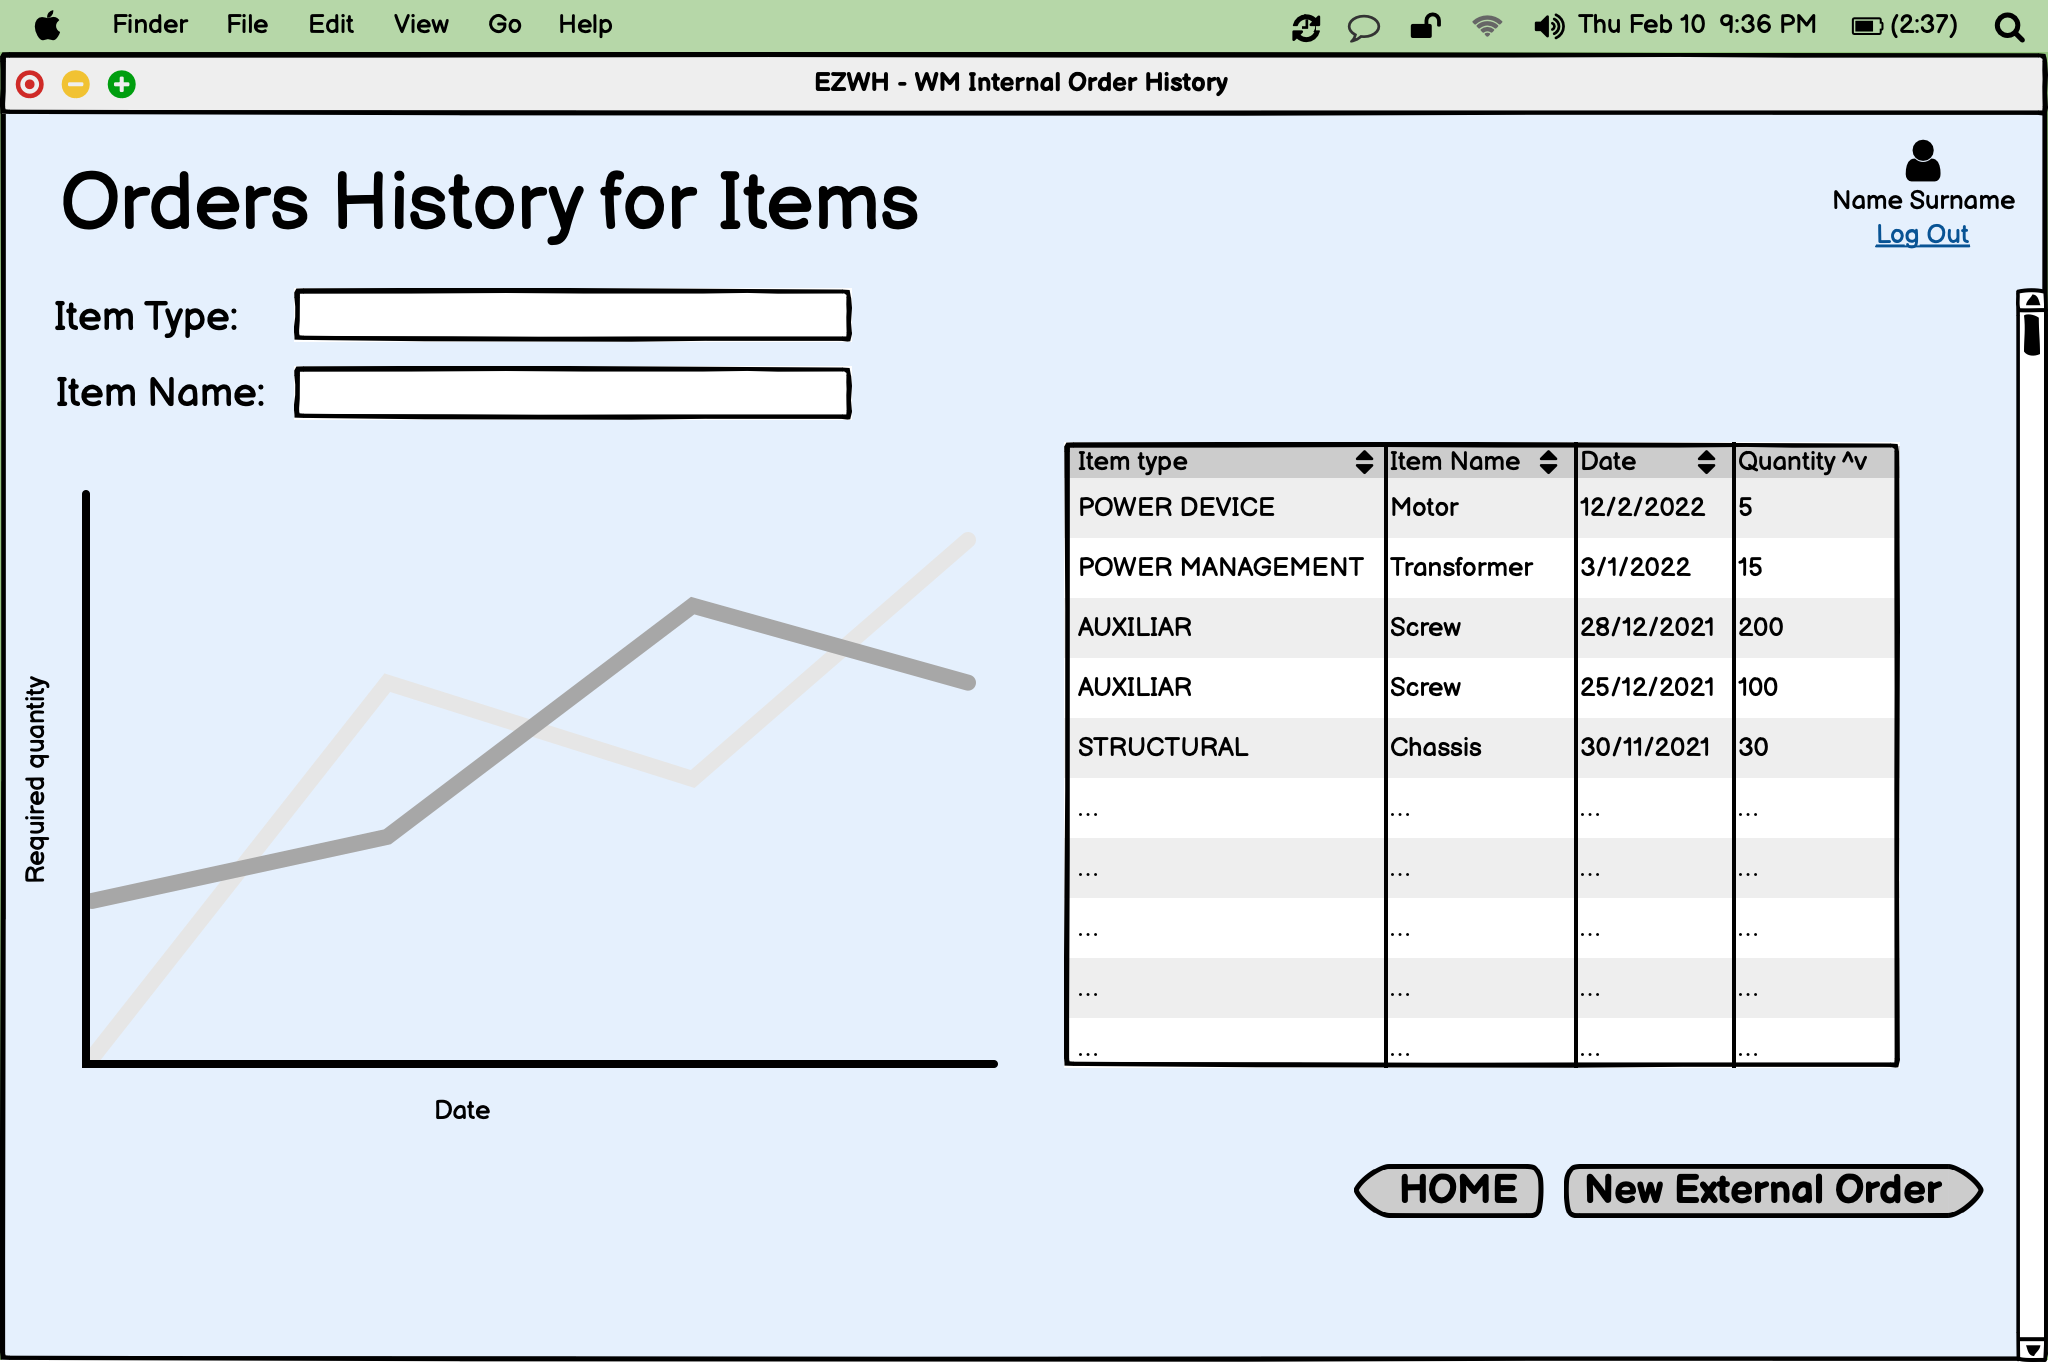 Finder File Edit View Go Help Thu Feb 10 9:36 PM (2:37)
EZWH - WM Internal Order History
Orders History for Items
Name Surname
Log Out
Item Type:
Item Name:
Item type Item Name Date Quantity ^v
POWER DEVICE Motor 12/2/2022 5
POWER MANAGEMENT Transformer 3/1/2022 15
AUXILIAR Screw 28/12/2021 200
AUXILIAR Screw 25/12/2021 100
STRUCTURAL Chassis 30/11/2021 30
... ... ... ...
... ... ... ...
... ... ... ...
... ... ... ...
... ... ... ...
Required quantity
Date
HOME New External Order